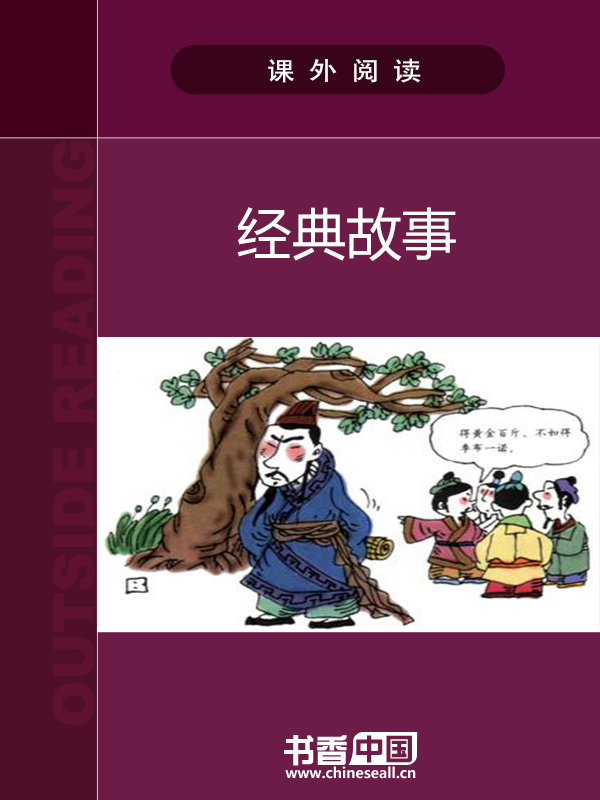 课外阅读
OUTSIDE READING
经典故事
得黄金百斤，不如得
季布一诺。
书香中国
www.chineseall.cn